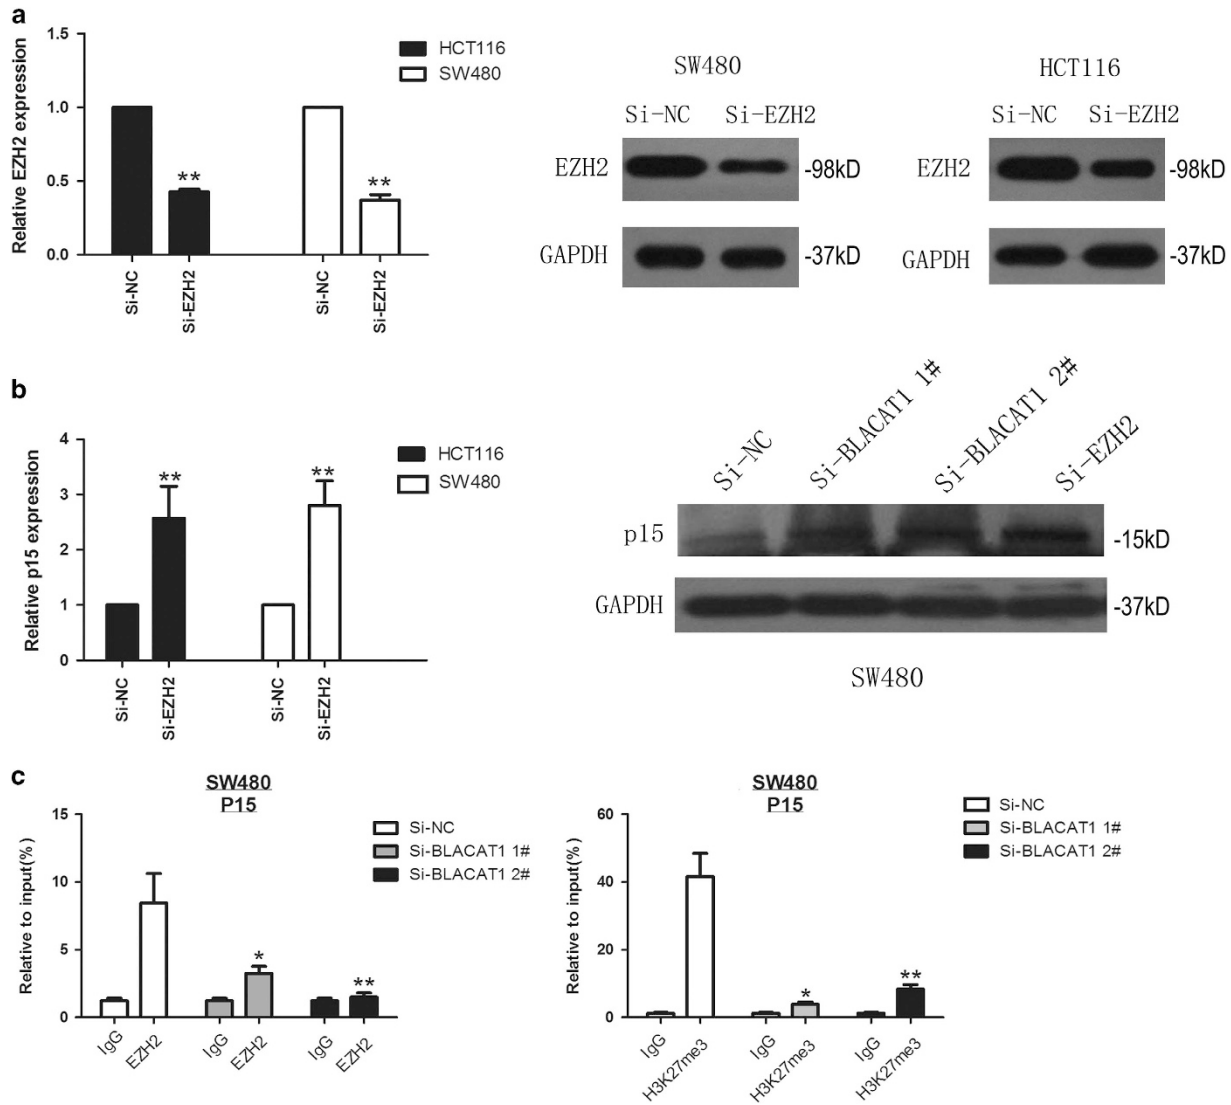 a
Relative EZH2 expression
1.5
1.0
0.5
0.0
HCT116
SW480
**
**
Si-NC
Si-EZH2
Si-NC
Si-EZH2
SW480
Si-NC Si-EZH2
EZH2 -98kD
GAPDH -37kD
HCT116
Si-NC Si-EZH2
EZH2 -98kD
GAPDH -37kD
b
Relative p15 expression
4
3
2
1
0
HCT116
SW480
**
**
Si-NC
Si-EZH2
Si-NC
Si-EZH2
Si-NC
Si-BLACAT1 1#
Si-BLACAT1 2#
Si-EZH2
p15 -15kD
GAPDH -37kD
SW480
c
SW480
P15
Relative to input(%)
15
10
5
0
Si-NC
Si-BLACAT1 1#
Si-BLACAT1 2#
*
**
IgG
EZH2
IgG
EZH2
IgG
EZH2
SW480
P15
Relative to input(%)
60
40
20
0
Si-NC
Si-BLACAT1 1#
Si-BLACAT1 2#
*
**
IgG
H3K27me3
IgG
H3K27me3
IgG
H3K27me3